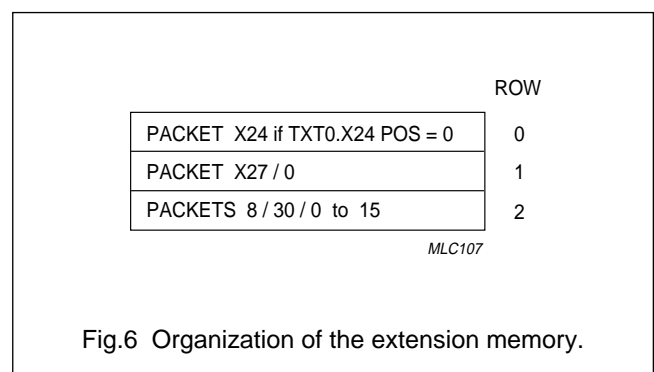 ROW
PACKET X24 if TXT0.X24 POS = 0 0
PACKET X27 / 0 1
PACKETS 8 / 30 / 0 to 15 2
MLC107
Fig.6 Organization of the extension memory.